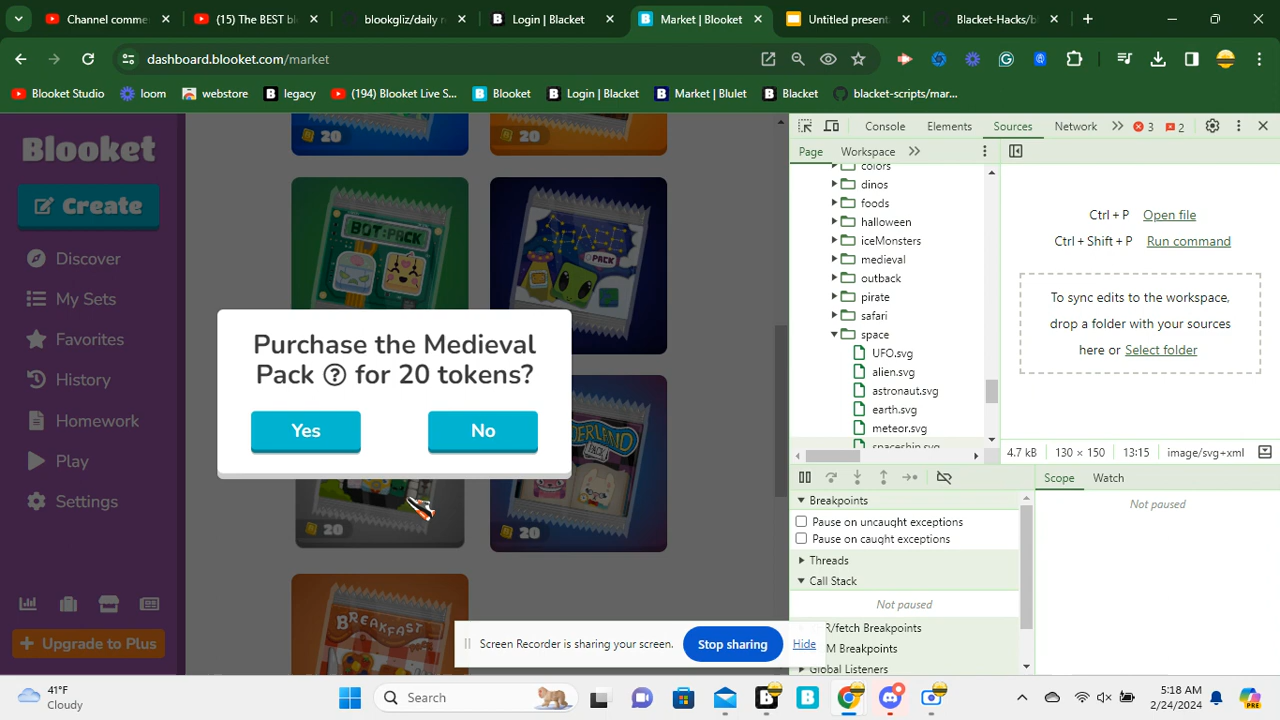 Channel comme
(15) The BEST bl
blookigliz/daily r
Login | Blacket
Market | Blooket
Untitled present
Blacket-Hacks/b
dashboard.blooket.com/market
Blooket Studio
loom
webstore
legacy
(194) Blooket Live S...
Blooket
Login | Blacket
Market | Blulet
Blacket
blacket-scripts/mar...
Blooket
Create
Discover
My Sets
Favorites
History
Homework
Play
Settings
Upgrade to Plus
20
20
BOT:PACK
SPACE
PACK
Purchase the Medieval
Pack ? for 20 tokens?
Yes
No
PACK
20
20
BREAKFAST
Screen Recorder is sharing your screen.
Stop sharing
Hide
Console
Elements
Sources
Network
3
2
Page
Workspace
colors
dinos
foods
halloween
iceMonsters
medieval
outback
pirate
safari
space
UFO.svg
alien.svg
astronaut.svg
earth.svg
meteor.svg
spaceship.svg
Ctrl + P Open file
Ctrl + Shift + P Run command
To sync edits to the workspace,
drop a folder with your sources
here or Select folder
4.7 kB
130 × 150
13:15
image/svg+xml
Scope
Watch
Not paused
Breakpoints
Pause on uncaught exceptions
Pause on caught exceptions
Threads
Call Stack
Not paused
R/fetch Breakpoints
M Breakpoints
Global Listeners
41°F
Cloudy
Search
5:18 AM
2/24/2024